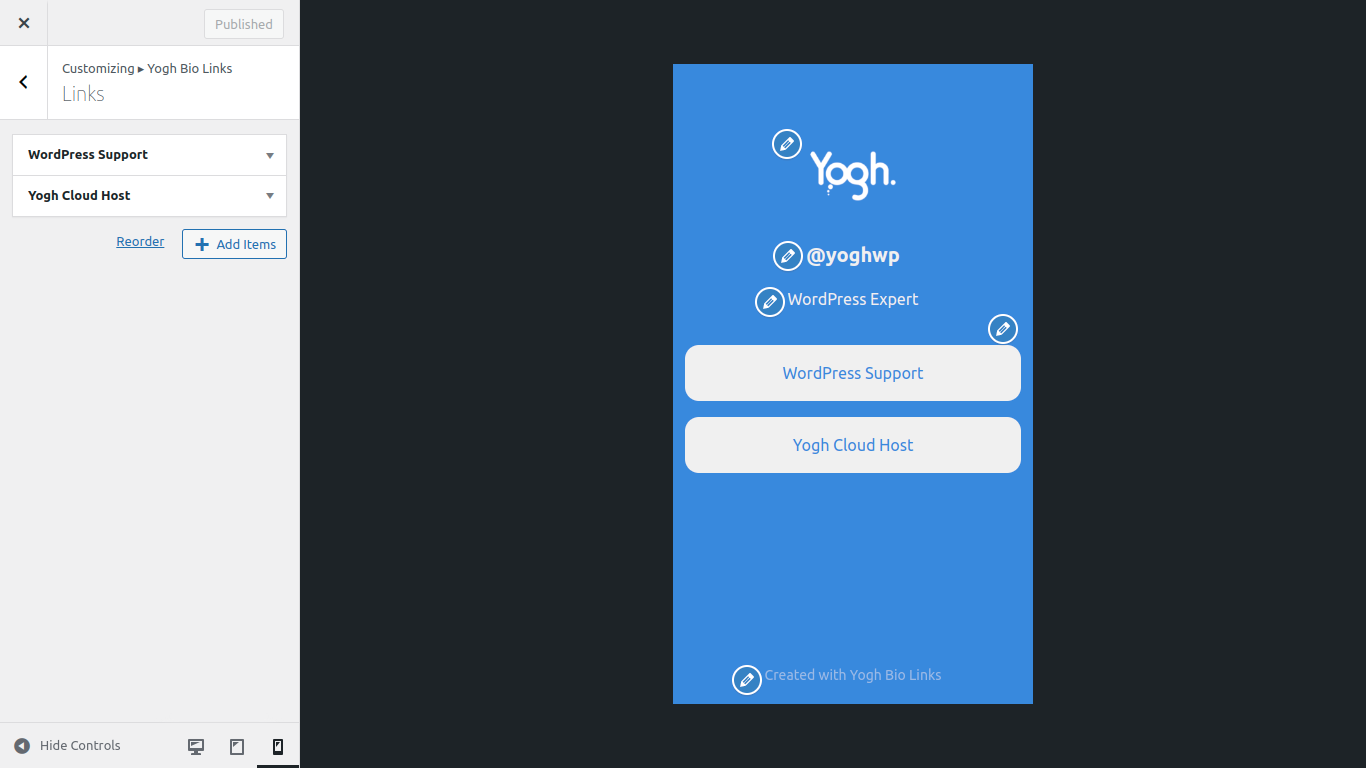 Published
Customizing ▸ Yogh Bio Links
Links
WordPress Support
Yogh Cloud Host
Reorder
Add Items
Hide Controls
Yogh.
@yoghwp
WordPress Expert
WordPress Support
Yogh Cloud Host
Created with Yogh Bio Links